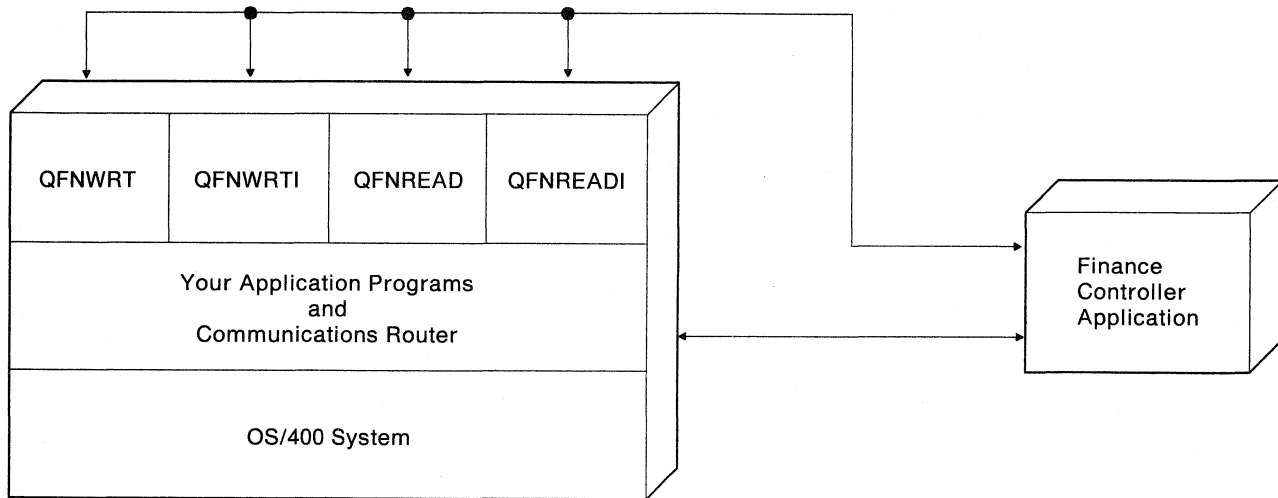 QFNWRT
QFNWRTI
QFNREAD
QFNREADI
Your Application Programs
and
Communications Router
OS/400 System
Finance
Controller
Application